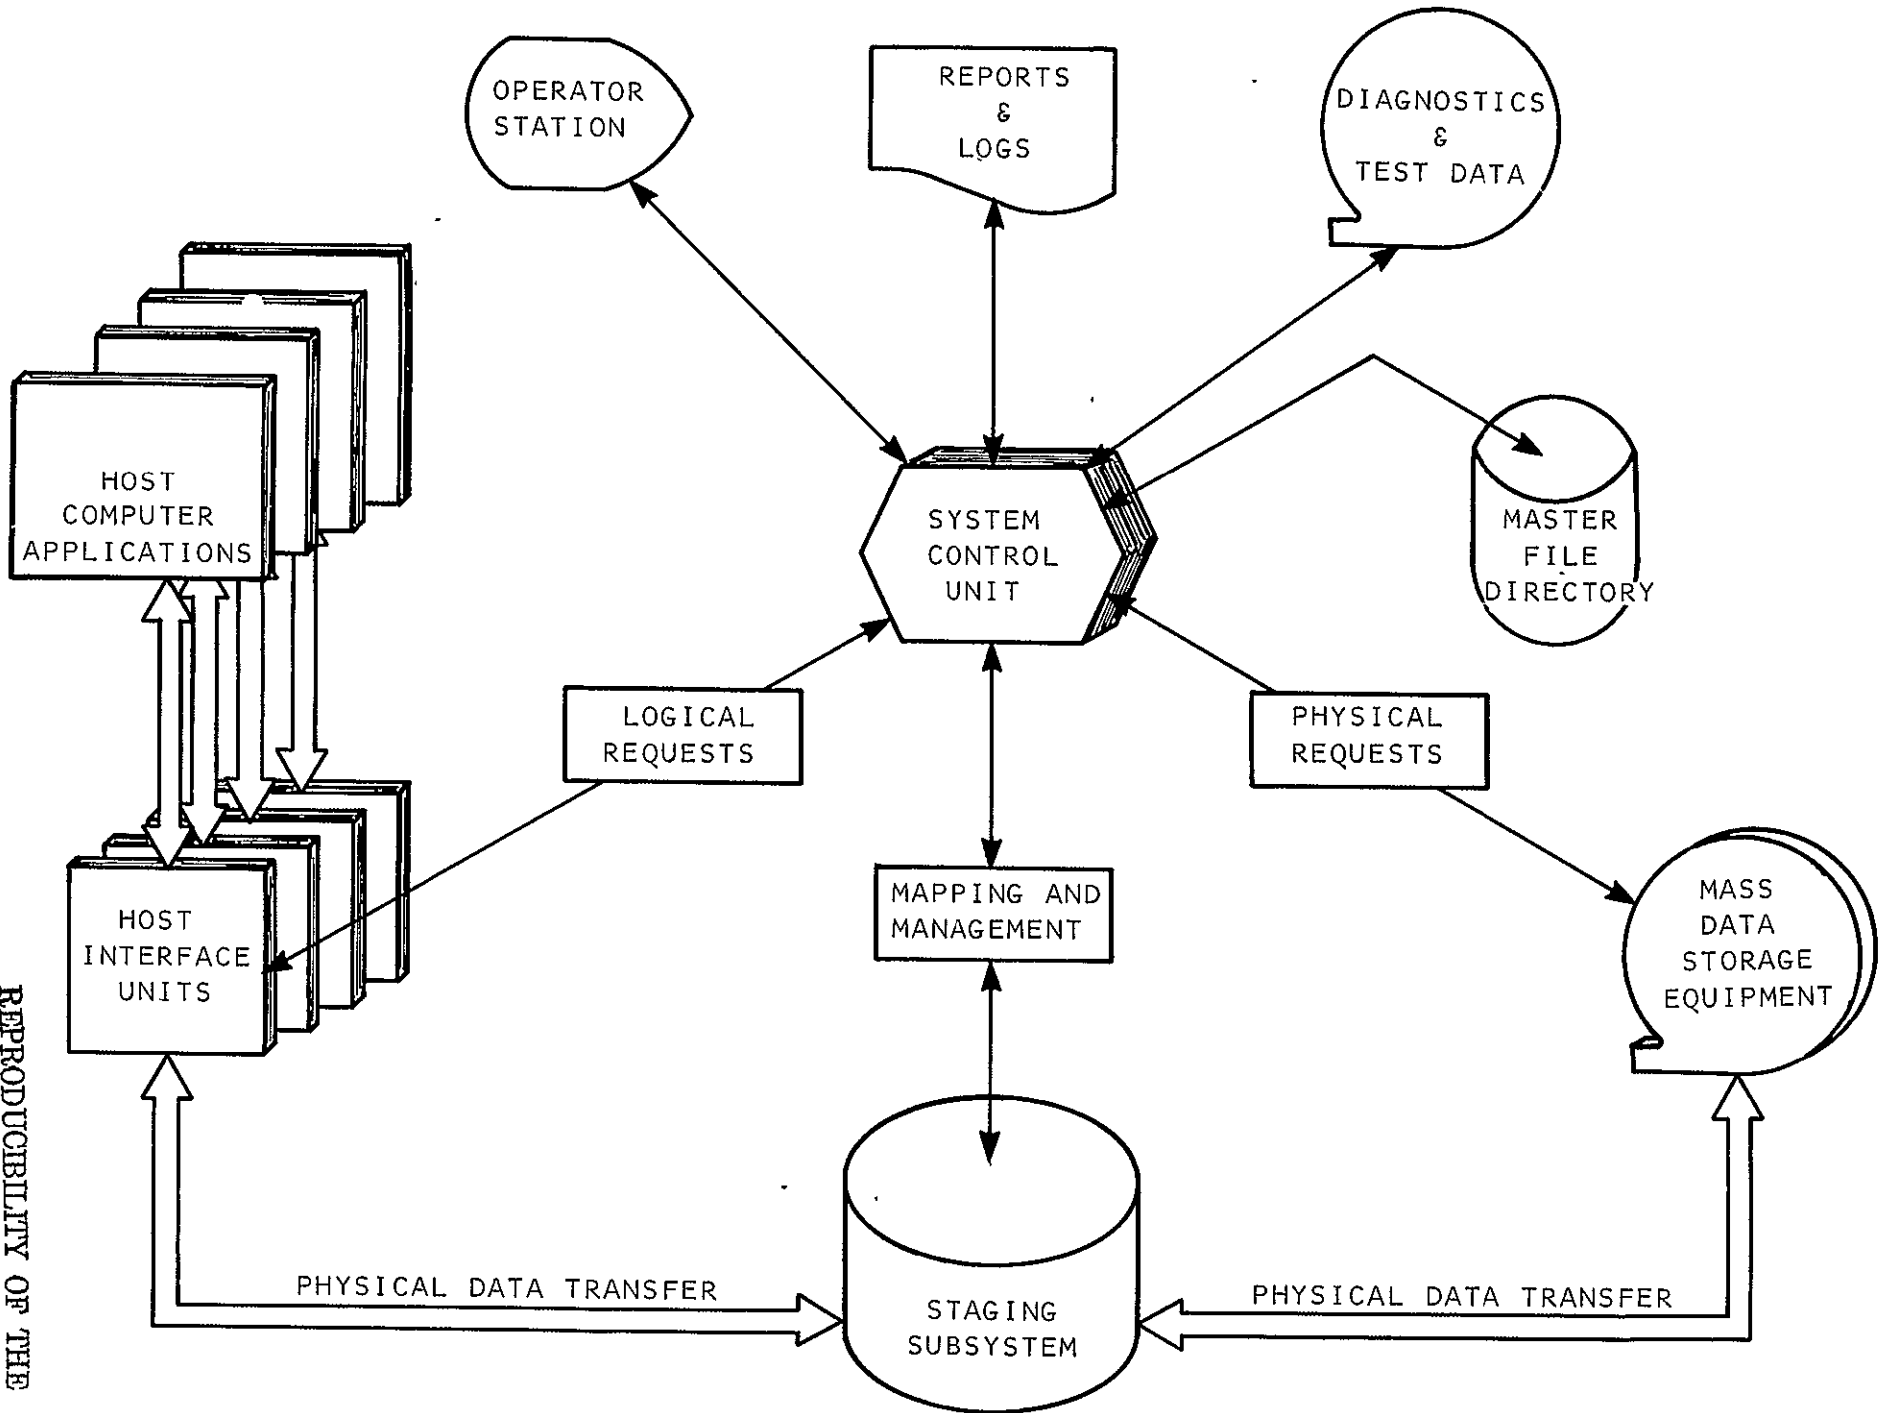 OPERATOR
STATION
REPORTS
&
LOGS
DIAGNOSTICS
&
TEST DATA
HOST
COMPUTER
APPLICATIONS
SYSTEM
CONTROL
UNIT
MASTER
FILE
DIRECTORY
LOGICAL
REQUESTS
PHYSICAL
REQUESTS
MAPPING AND
MANAGEMENT
HOST
INTERFACE
UNITS
MASS
DATA
STORAGE
EQUIPMENT
PHYSICAL DATA TRANSFER
STAGING
SUBSYSTEM
PHYSICAL DATA TRANSFER
REPRODUCIBILITY OF THE